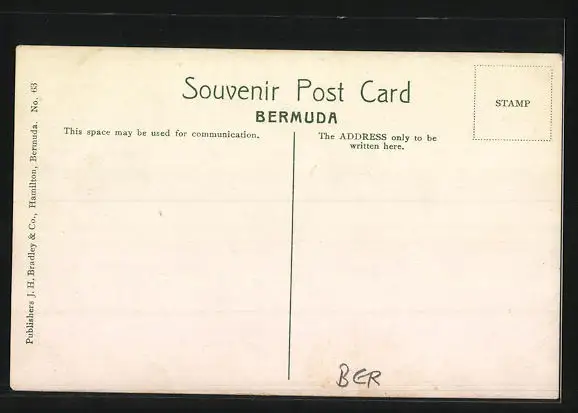 Souvenir Post Card
BERMUDA
STAMP
This space may be used for communication.
The ADDRESS only to be
written here.
Publishers J. H. Bradley & Co., Hamilton, Bermuda. No. 63
BER